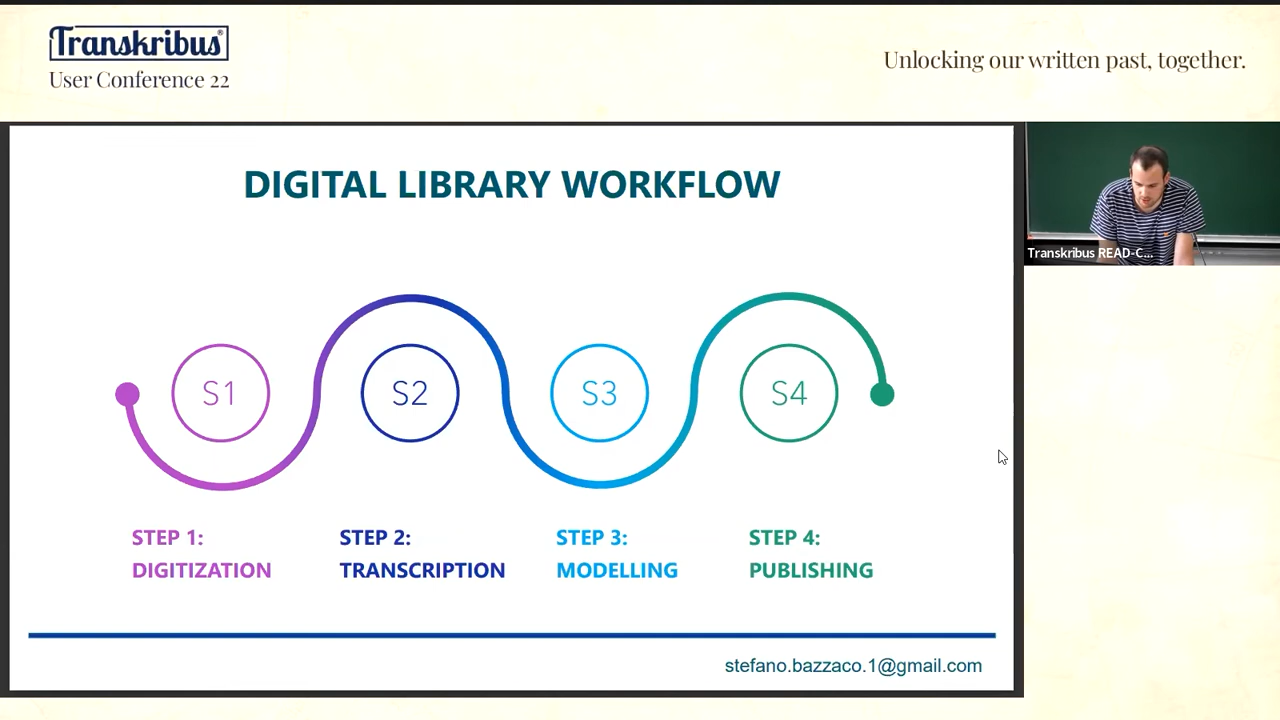 Transkribus®
User Conference 22
Unlocking our written past, together.
DIGITAL LIBRARY WORKFLOW
S1
S2
S3
S4
STEP 1:
DIGITIZATION
STEP 2:
TRANSCRIPTION
STEP 3:
MODELLING
STEP 4:
PUBLISHING
stefano.bazzaco.1@gmail.com
Transkribus READ-C...